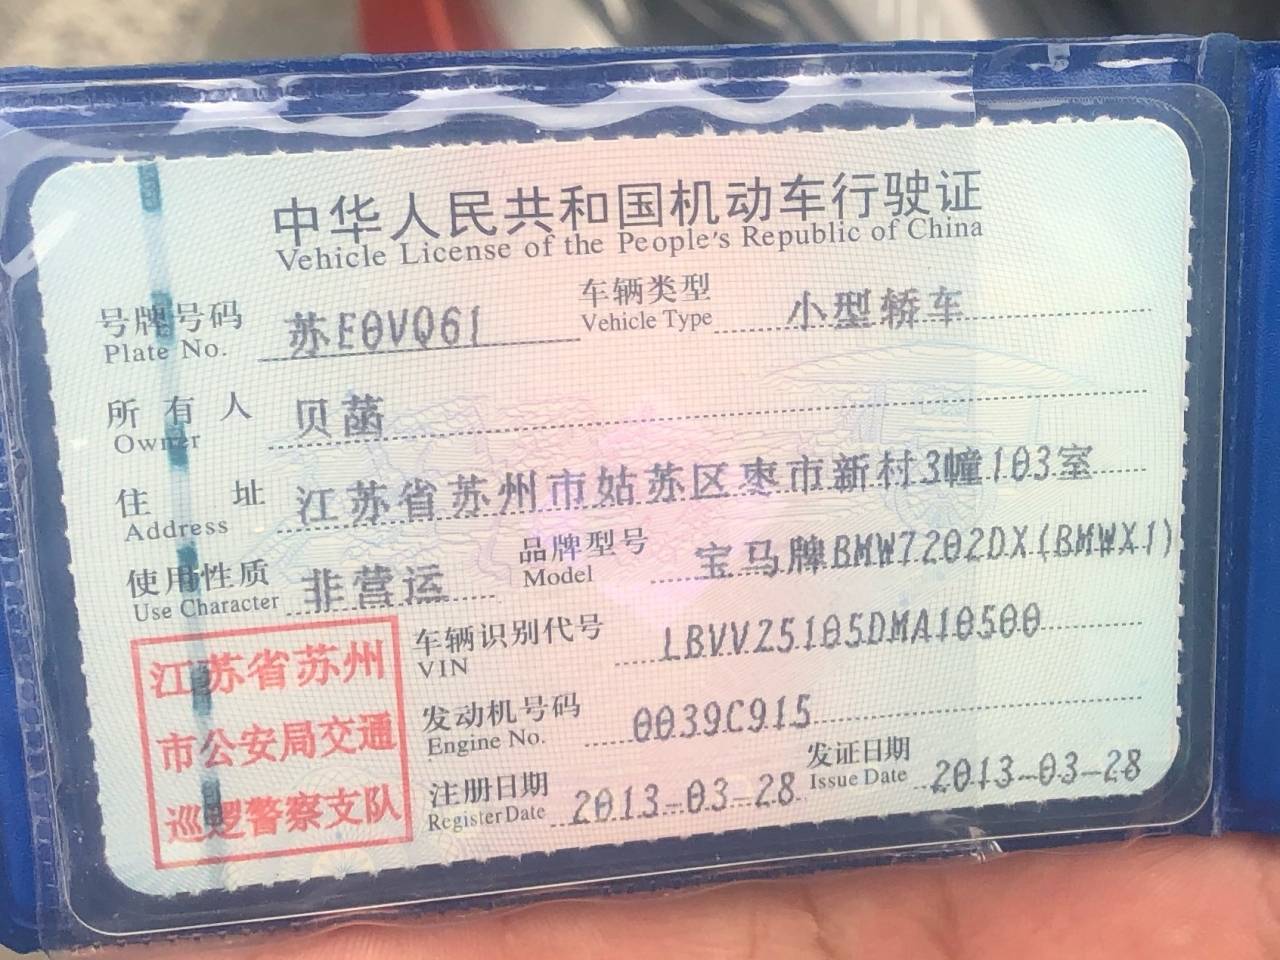 中华人民共和国机动车行驶证
Vehicle License of the People's Republic of China
号牌号码 苏E0VQ61 车辆类型 小型轿车
Plate No. Vehicle Type
所有人 贝菡
Owner
住址 江苏省苏州市姑苏区枣市新村3幢103室
Address
使用性质 非营运 品牌型号 宝马牌BMW7202DX(BMWX1)
Use Character Model
江苏省苏州
市公安局交通
巡逻警察支队
车辆识别代号 LBVVZ5105DMA10500
VIN
发动机号码 0039C915
Engine No.
注册日期 2013-03-28 发证日期 2013-03-28
Register Date Issue Date